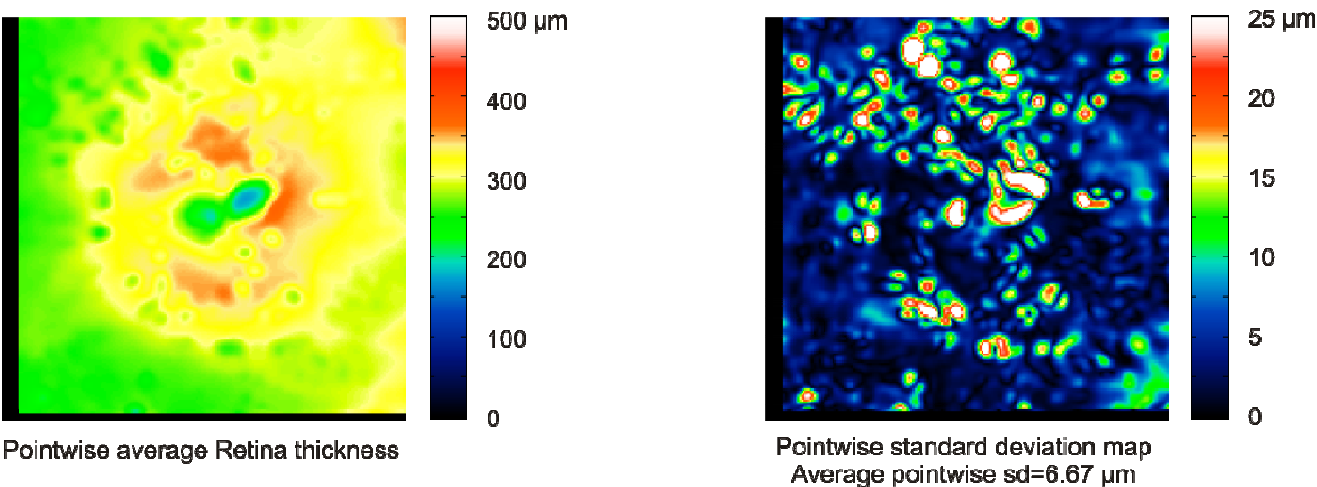 500 µm
400
300
200
100
0
Pointwise average Retina thickness
25 µm
20
15
10
5
0
Pointwise standard deviation map
Average pointwise sd=6.67 µm